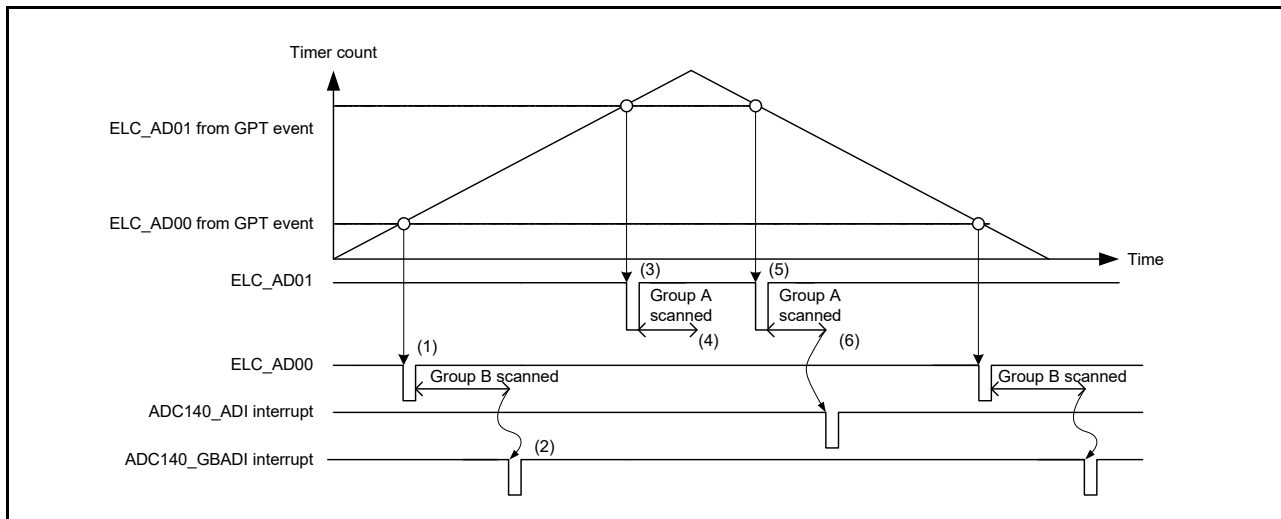 Timer count
ELC_AD01 from GPT event
ELC_AD00 from GPT event
Time
ELC_AD01
(3)
(5)
Group A
scanned
Group A
scanned
(4)
(6)
ELC_AD00
(1)
Group B scanned
Group B scanned
ADC140_ADI interrupt
(2)
ADC140_GBADI interrupt